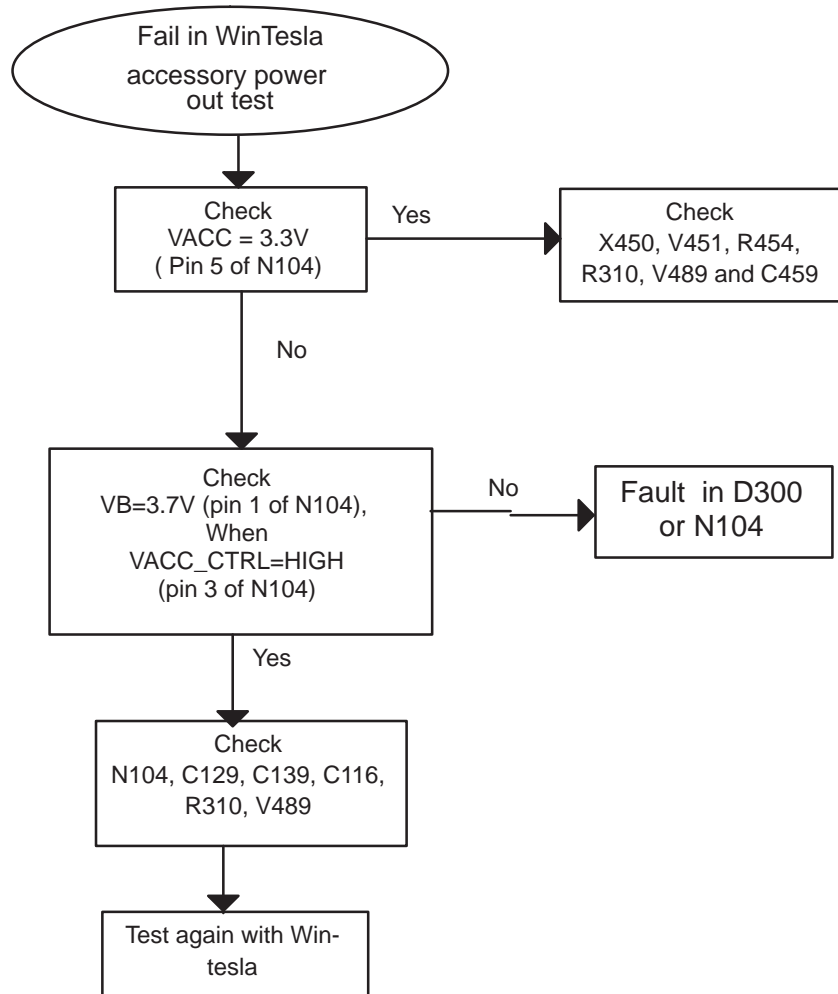 Fail in WinTesla
accessory power
out test
Check
VACC = 3.3V
( Pin 5 of N104)
Yes
Check
X450, V451, R454,
R310, V489 and C459
No
Check
VB=3.7V (pin 1 of N104),
When
VACC_CTRL=HIGH
(pin 3 of N104)
No
Fault in D300
or N104
Yes
Check
N104, C129, C139, C116,
R310, V489
Test again with Win-
tesla